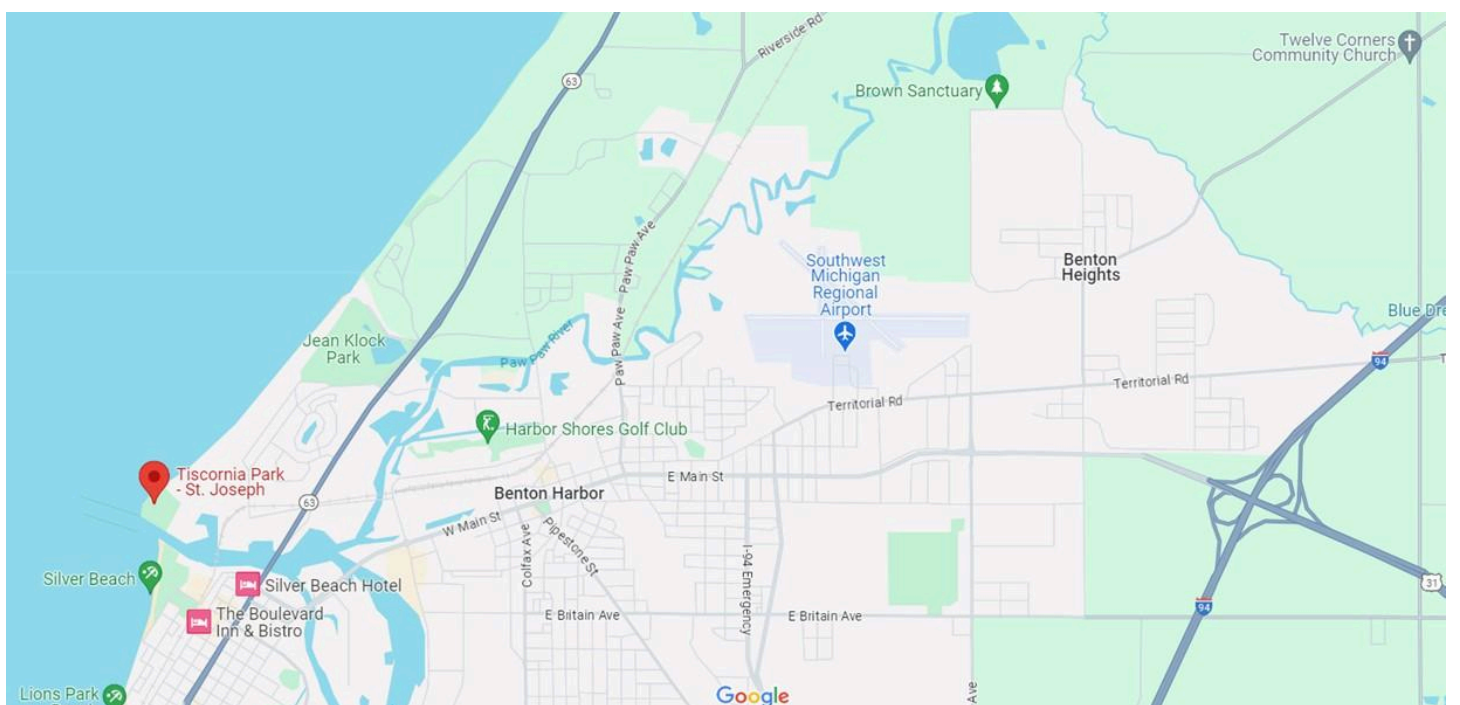 Riverside Rd
Twelve Corners
Community Church
63
Brown Sanctuary
Paw Paw Ave
Benton
Heights
Southwest
Michigan
Regional
Airport
Blue Dre
Jean Klock
Park
Paw Paw River
Paw Paw Ave
94
T
Territorial Rd
Territorial Rd
Harbor Shores Golf Club
Tiscornia Park
- St. Joseph
E Main St
Benton Harbor
63
W Main St
Pipestone St
Colfax Ave
I-94 Emergency
Silver Beach
Silver Beach Hotel
31
94
The Boulevard
Inn & Bistro
E Britain Ave
E Britain Ave
Lions Park
Google
Ave